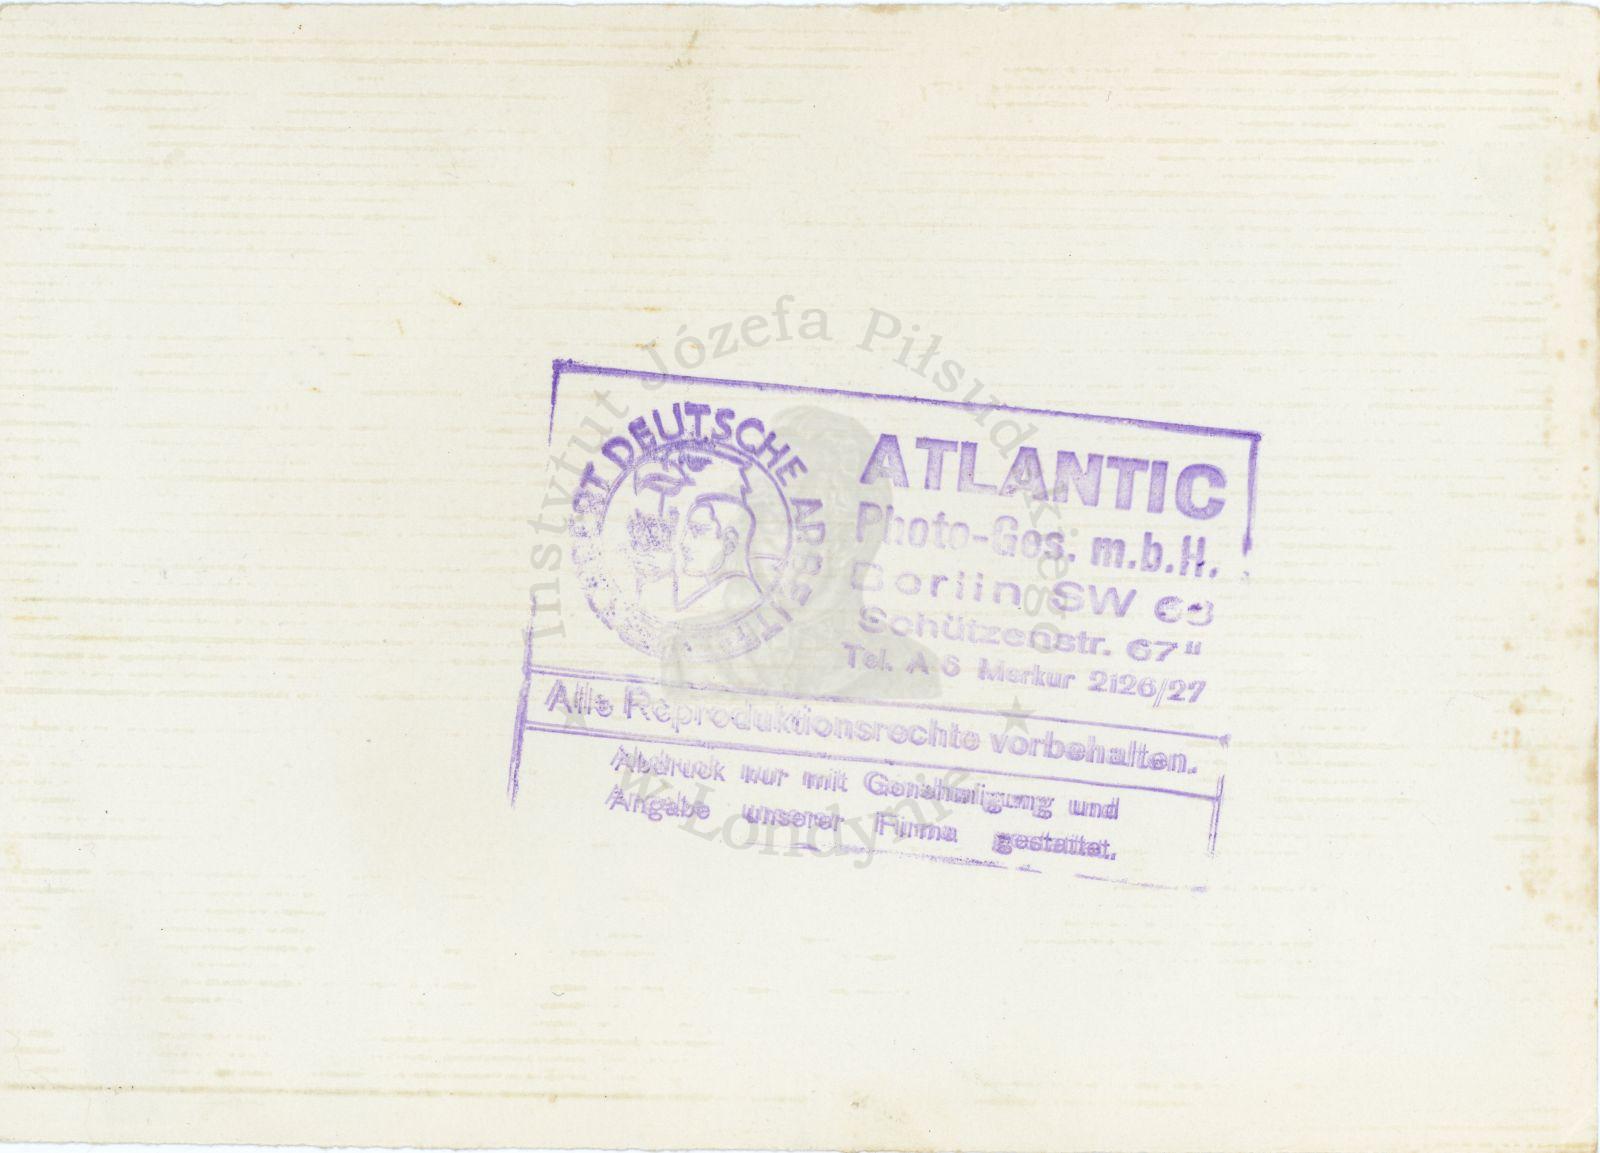 Instytut Józefa Piłsudskiego
w Londynie
DEUTSCHE
ATLANTIC
Photo-Ges. m.b.H.
Berlin SW 68
Schützenstr. 67"
Tel. A 6 Merkur 2126/27
Alle Reproduktionsrechte vorbehalten.
Abdruck nur mit Genehmigung und
Angabe unserer Firma gestattet.